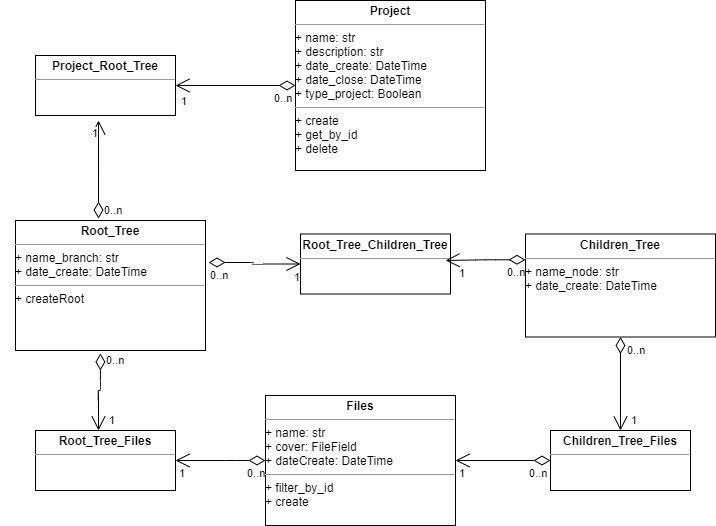 Project
+ name: str
+ description: str
+ date_create: DateTime
+ date_close: DateTime
+ type_project: Boolean
+ create
+ get_by_id
+ delete
Project_Root_Tree
1
0..n
1
0..n
Root_Tree
+ name_branch: str
+ date_create: DateTime
+ createRoot
0..n
1
Root_Tree_Children_Tree
1
0..n
Children_Tree
+ name_node: str
+ date_create: DateTime
0..n
0..n
1
1
Root_Tree_Files
1
0..n
Files
+ name: str
+ cover: FileField
+ dateCreate: DateTime
+ filter_by_id
+ create
1
0..n
Children_Tree_Files